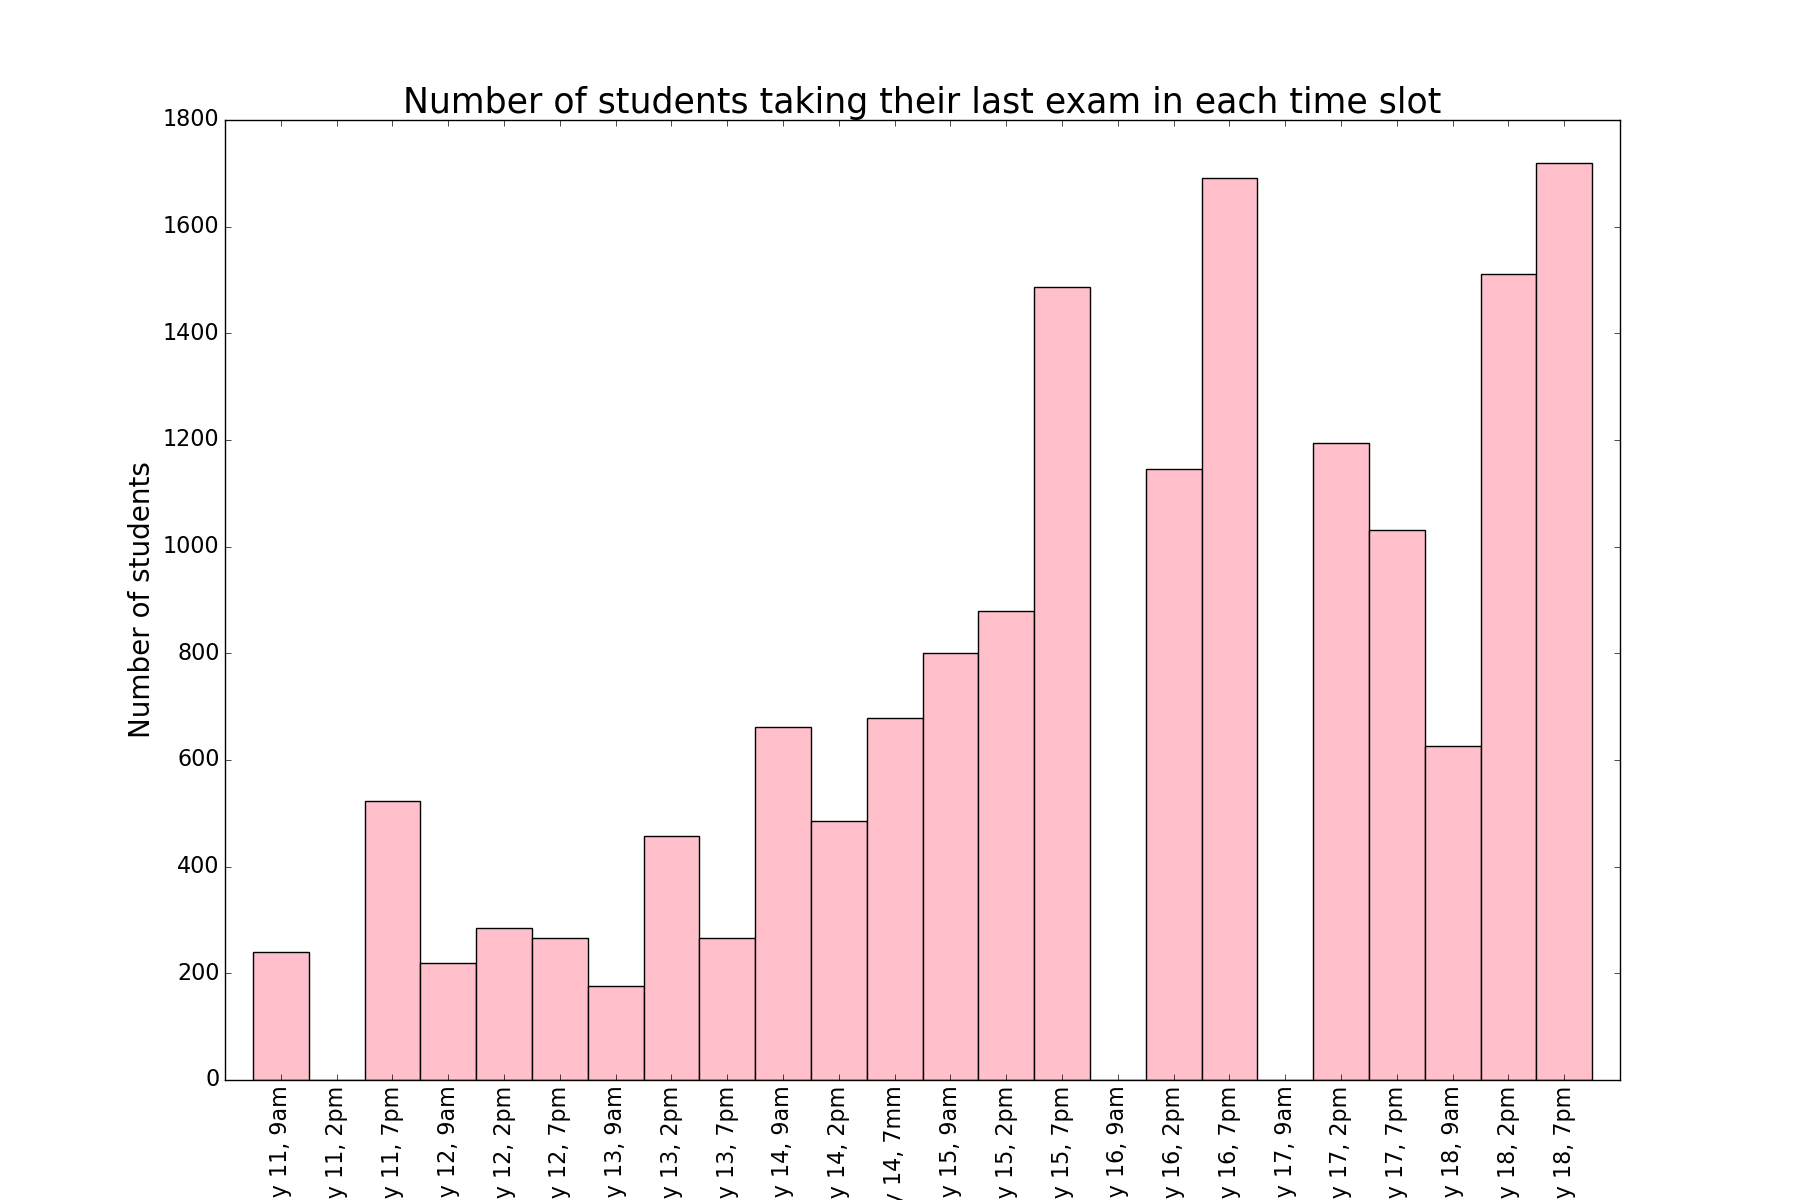 Number of students taking their last exam in each time slot
Number of students
1800
1600
1400
1200
1000
800
600
400
200
0
y 11, 9am
y 11, 2pm
y 11, 7pm
y 12, 9am
y 12, 2pm
y 12, 7pm
y 13, 9am
y 13, 2pm
y 13, 7pm
y 14, 9am
y 14, 2pm
y 14, 7mm
y 15, 9am
y 15, 2pm
y 15, 7pm
y 16, 9am
y 16, 2pm
y 16, 7pm
y 17, 9am
y 17, 2pm
y 17, 7pm
y 18, 9am
y 18, 2pm
y 18, 7pm